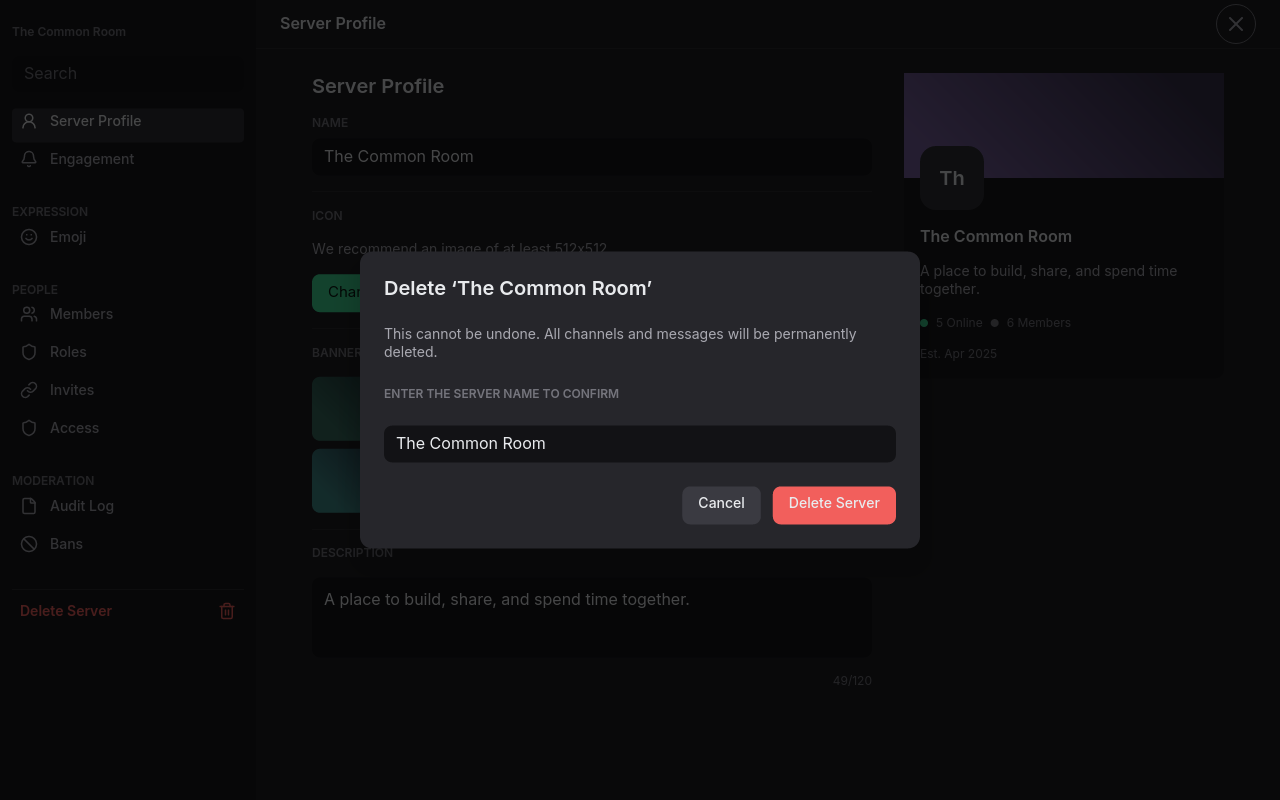 The Common Room
Search
Server Profile
Engagement
EXPRESSION
Emoji
PEOPLE
Members
Roles
Invites
Access
MODERATION
Audit Log
Bans
Delete Server
Server Profile
Server Profile
NAME
The Common Room
ICON
We recommend an image of at least 512x512
BANNER
Delete ‘The Common Room’
This cannot be undone. All channels and messages will be permanently
deleted.
ENTER THE SERVER NAME TO CONFIRM
The Common Room
Cancel
Delete Server
DESCRIPTION
A place to build, share, and spend time together.
49/120
Th
The Common Room
A place to build, share, and spend time
together.
5 Online
6 Members
Est. Apr 2025